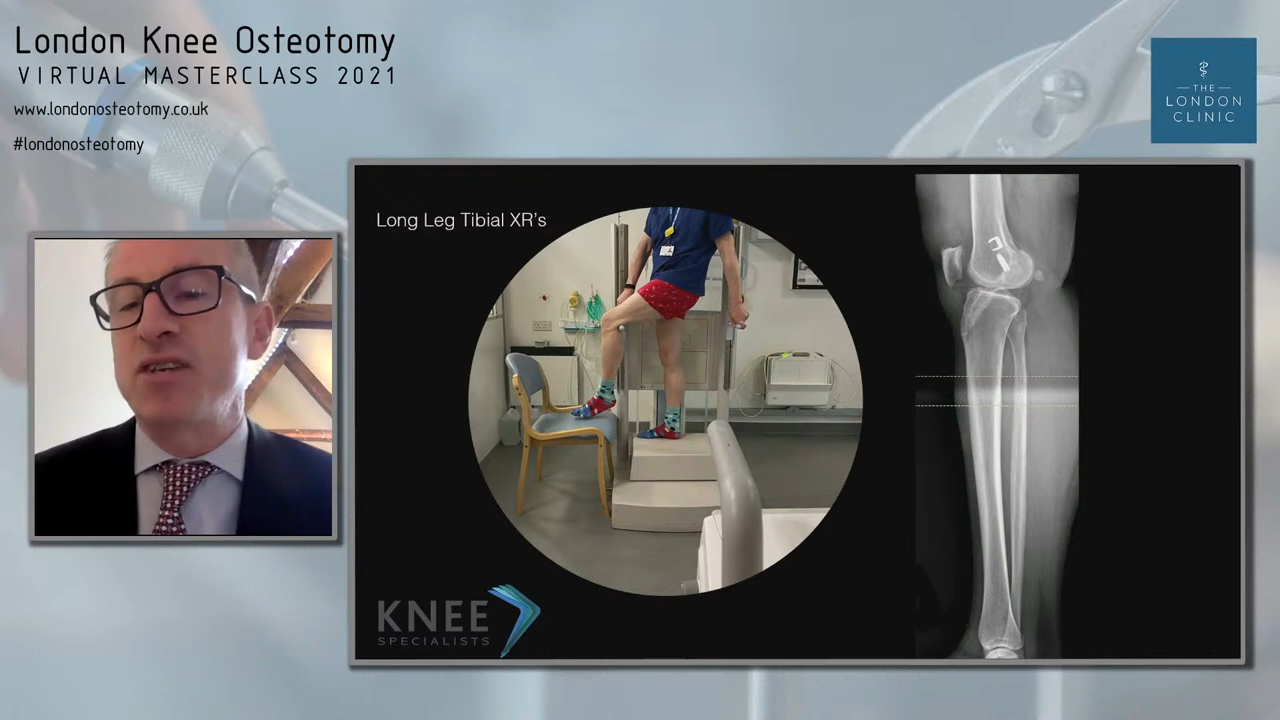 London Knee Osteotomy
VIRTUAL MASTERCLASS 2021
www.londonosteotomy.co.uk
#londonosteotomy
THE
LONDON
CLINIC
Long Leg Tibial XR's
KNEE
SPECIALISTS